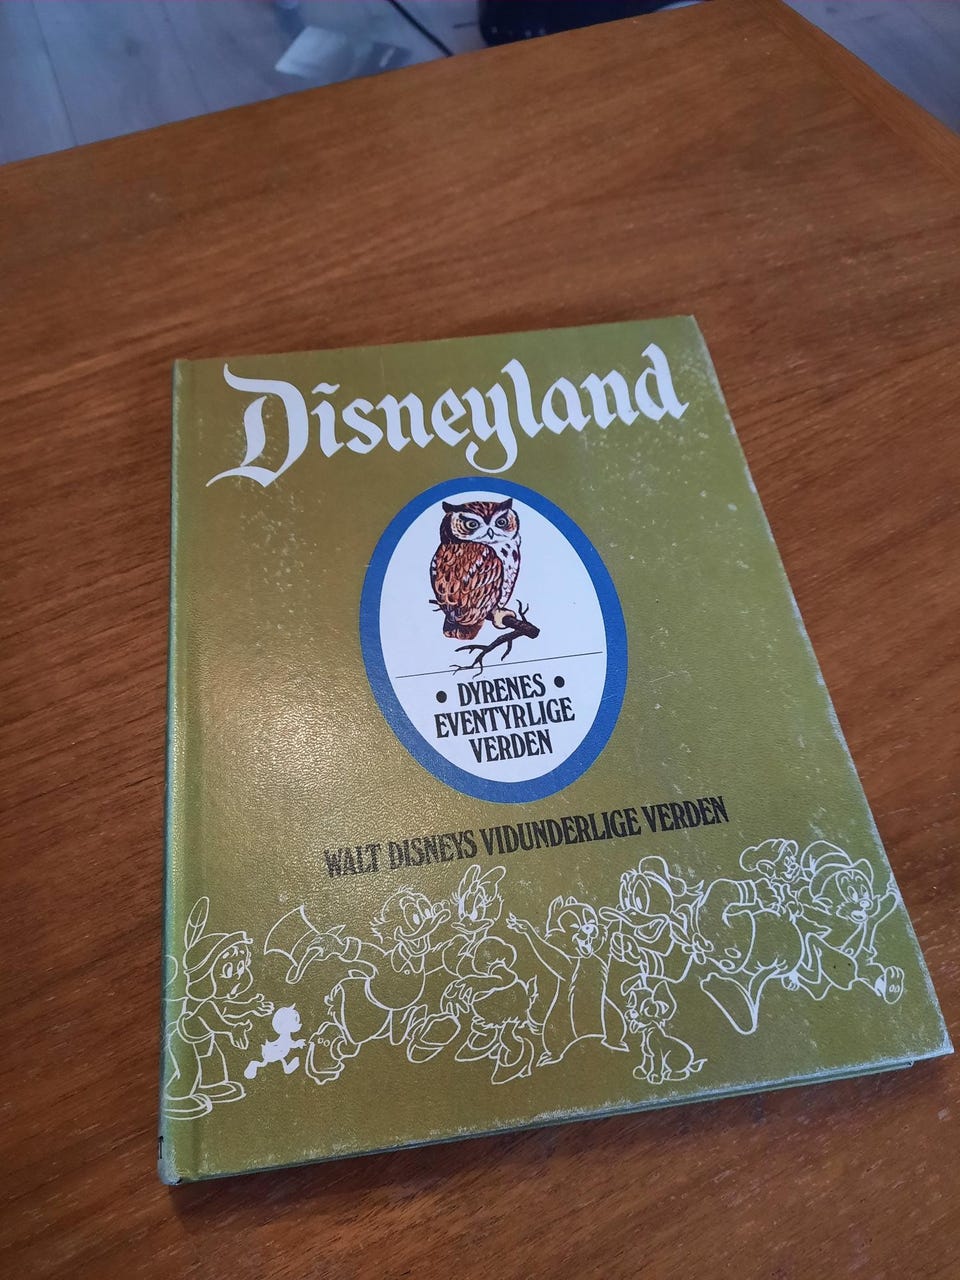 Disneyland
• DYRENES •
EVENTYRLIGE
VERDEN
WALT DISNEYS VIDUNDERLIGE VERDEN